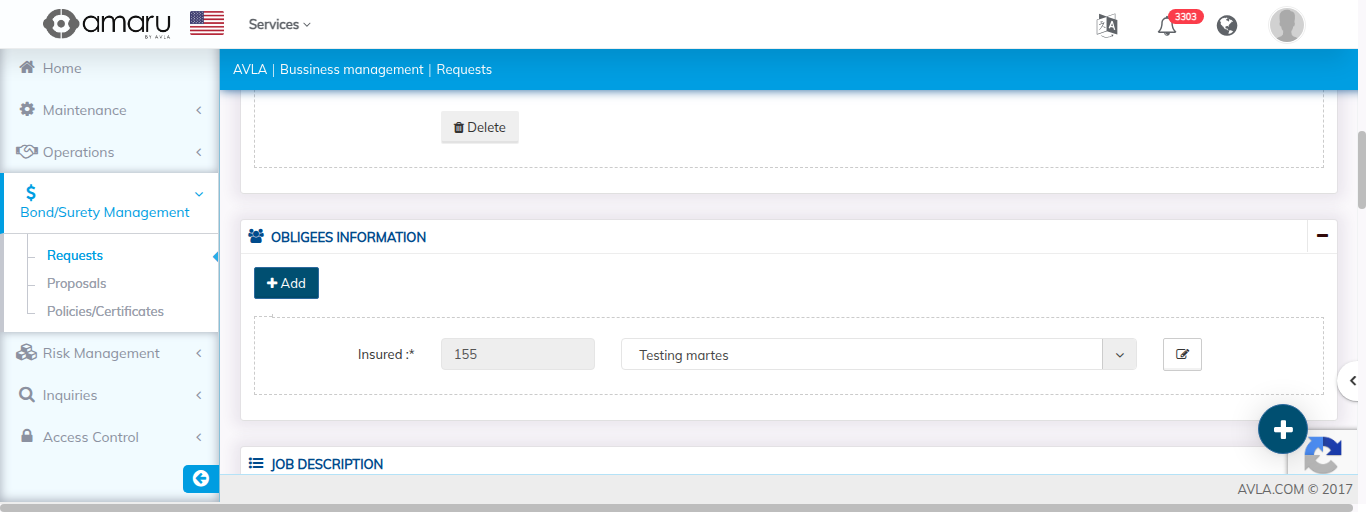 amaru
BY AVLA
Services
3303
Home
Maintenance
Operations
$
Bond/Surety Management
Requests
Proposals
Policies/Certificates
Risk Management
Inquiries
Access Control
AVLA | Bussiness management | Requests
Delete
OBLIGEES INFORMATION
Add
Insured :* 155 Testing martes
JOB DESCRIPTION
AVLA.COM © 2017